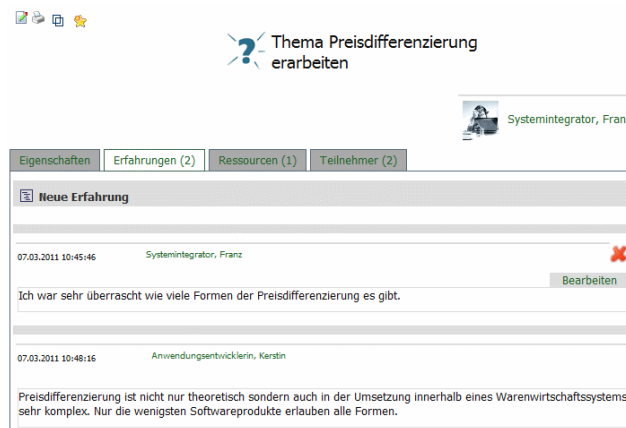 Thema Preisdifferenzierung
erarbeiten
Systemintegrator, Fran
Eigenschaften Erfahrungen (2) Ressourcen (1) Teilnehmer (2)
Neue Erfahrung
07.03.2011 10:45:46 Systemintegrator, Franz
Bearbeiten
Ich war sehr überrascht wie viele Formen der Preisdifferenzierung es gibt.
07.03.2011 10:48:16 Anwendungsentwicklerin, Kerstin
Preisdifferenzierung ist nicht nur theoretisch sondern auch in der Umsetzung innerhalb eines Warenwirtschaftssystems
sehr komplex. Nur die wenigsten Softwareprodukte erlauben alle Formen.